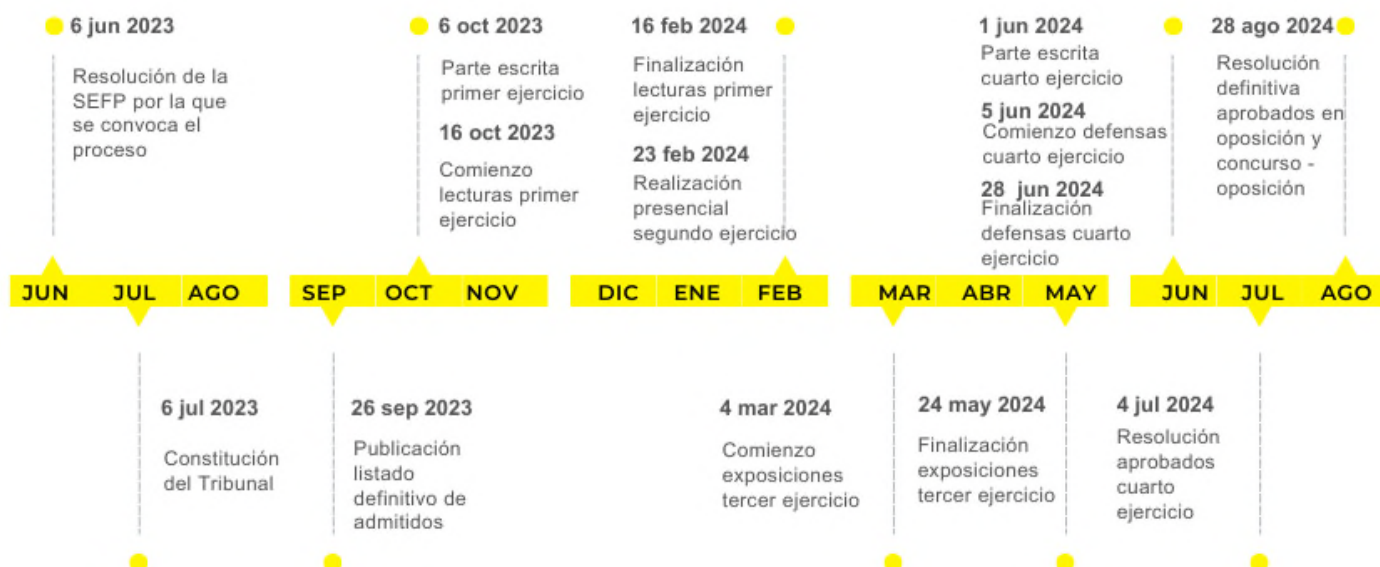 6 jun 2023
Resolución de la
SEFP por la que
se convoca el
proceso
6 oct 2023
Parte escrita
primer ejercicio
16 oct 2023
Comienzo
lecturas primer
ejercicio
16 feb 2024
Finalización
lecturas primer
ejercicio
23 feb 2024
Realización
presencial
segundo ejercicio
1 jun 2024
Parte escrita
cuarto ejercicio
5 jun 2024
Comienzo defensas
cuarto ejercicio
28 jun 2024
Finalización
defensas cuarto
ejercicio
28 ago 2024
Resolución
definitiva
aprobados en
oposición y
concurso -
oposición
JUN JUL AGO SEP OCT NOV DIC ENE FEB MAR ABR MAY JUN JUL AGO
6 jul 2023
Constitución
del Tribunal
26 sep 2023
Publicación
listado
definitivo de
admitidos
4 mar 2024
Comienzo
exposiciones
tercer ejercicio
24 may 2024
Finalización
exposiciones
tercer ejercicio
4 jul 2024
Resolución
aprobados
cuarto
ejercicio